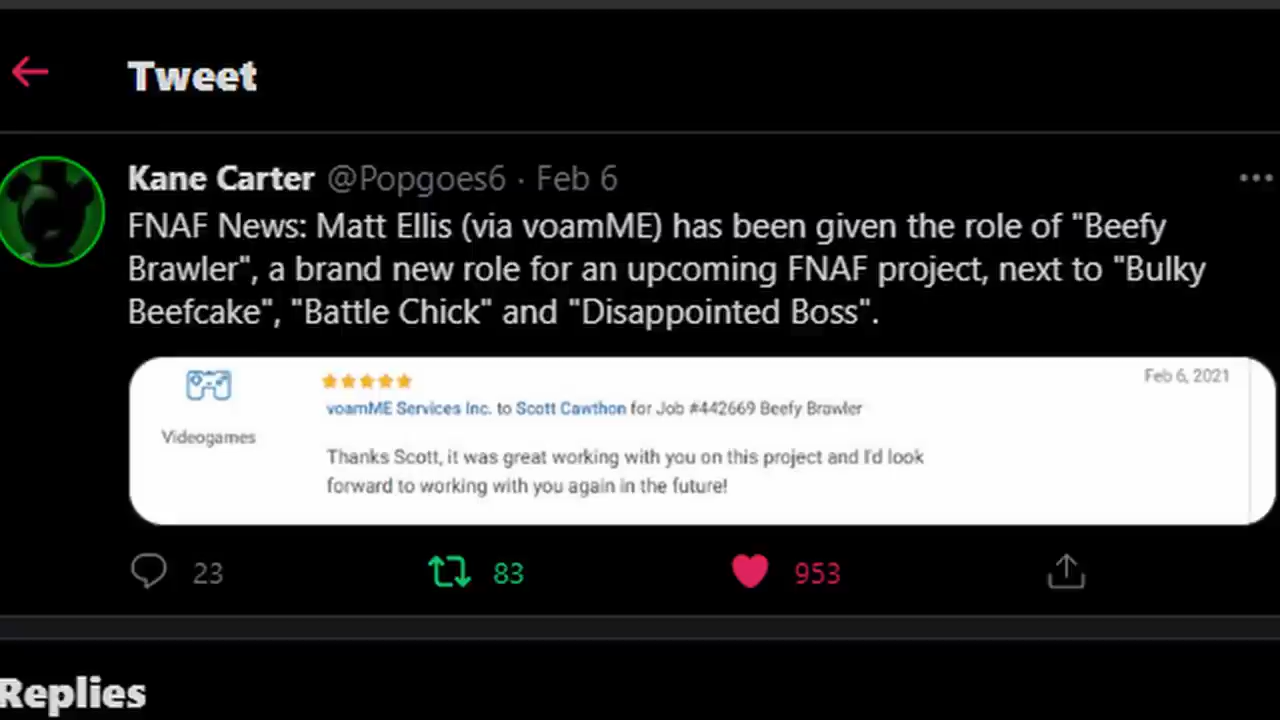 Tweet
Kane Carter @Popgoes6 · Feb 6
FNAF News: Matt Ellis (via voamME) has been given the role of "Beefy
Brawler", a brand new role for an upcoming FNAF project, next to "Bulky
Beefcake", "Battle Chick" and "Disappointed Boss".
Feb 6, 2021
voamME Services Inc. to Scott Cawthon for Job #442669 Beefy Brawler
Videogames
Thanks Scott, it was great working with you on this project and I'd look
forward to working with you again in the future!
23 83 953
Replies